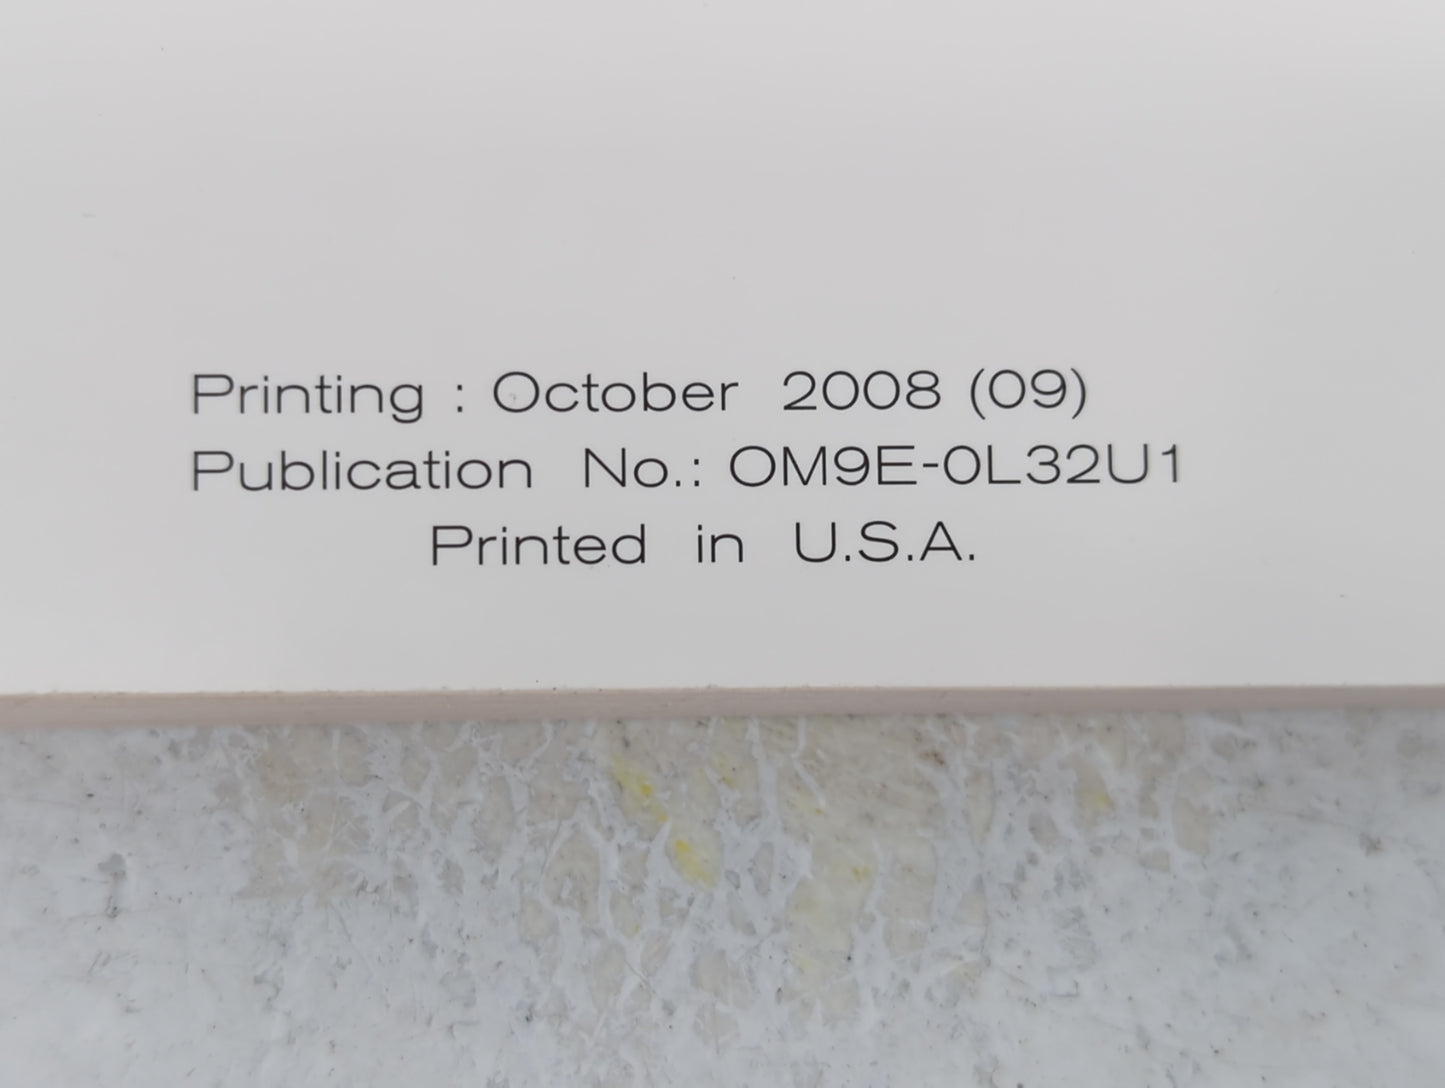 Printing : October 2008 (09)
Publication No.: OM9E-0L32U1
Printed in U.S.A.